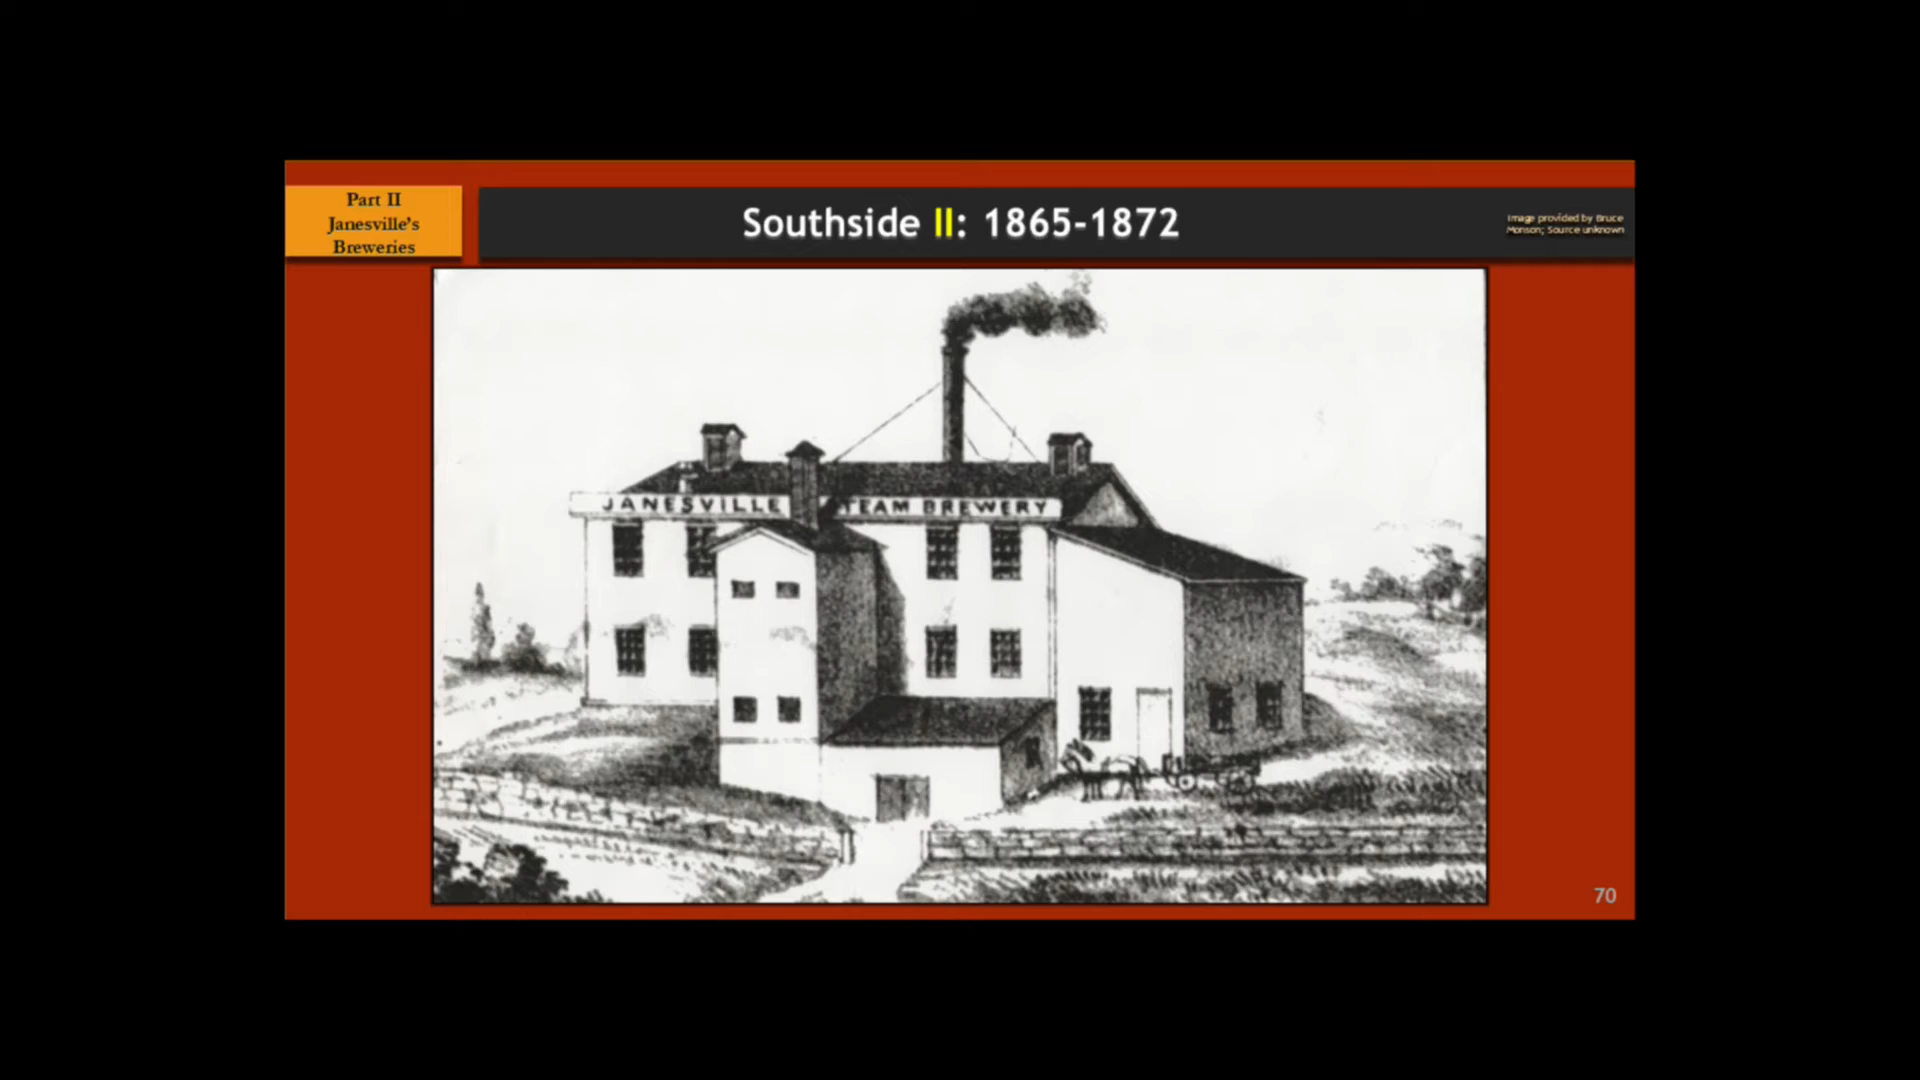 Part II
Janesville's
Breweries
Southside II: 1865-1872
Image provided by Bruce
Monson; Source unknown
JANESVILLE TEAM BREWERY
70